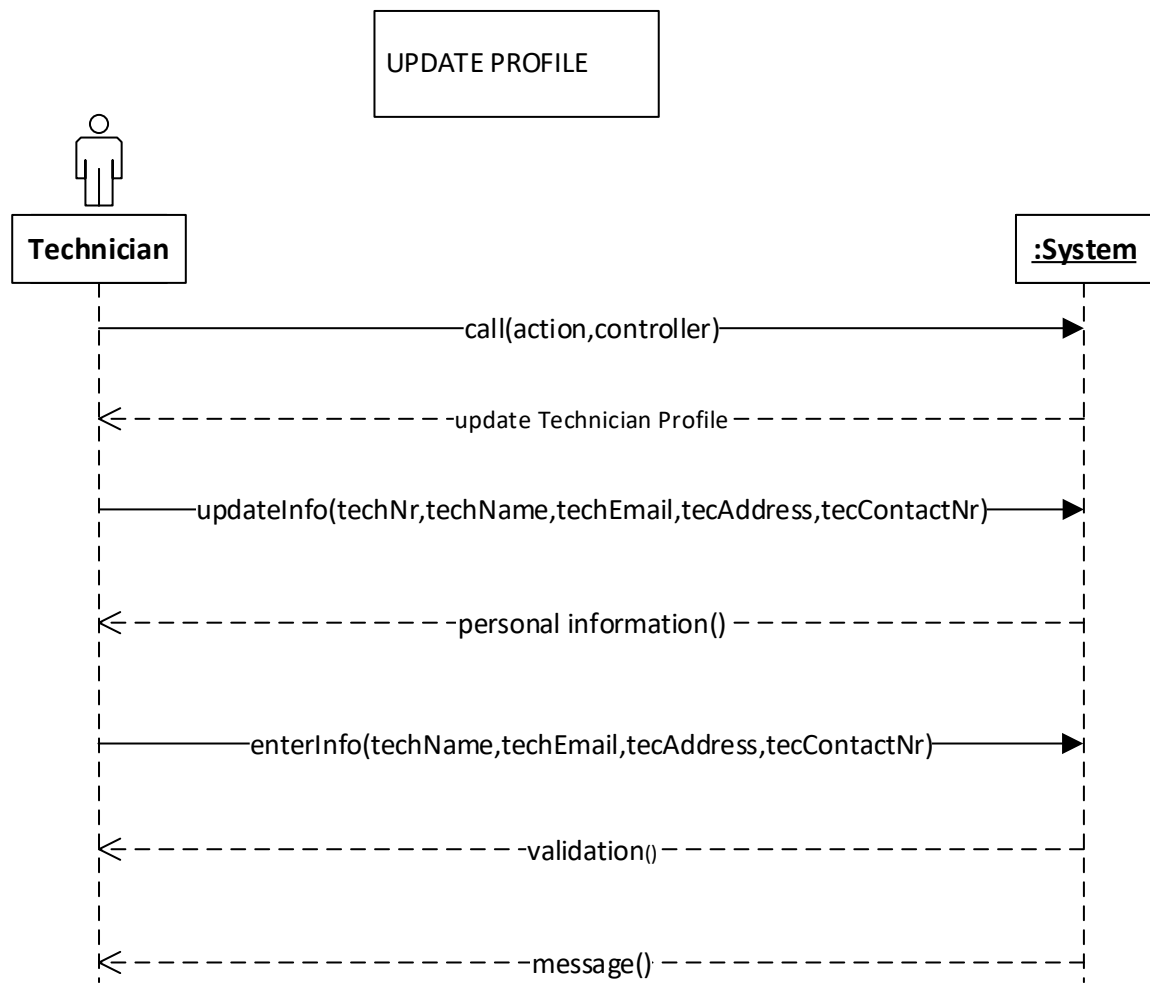 UPDATE PROFILE
Technician
:System
call(action,controller)
update Technician Profile
updateInfo(techNr,techName,techEmail,tecAddress,tecContactNr)
personal information()
enterInfo(techName,techEmail,tecAddress,tecContactNr)
validation()
message()